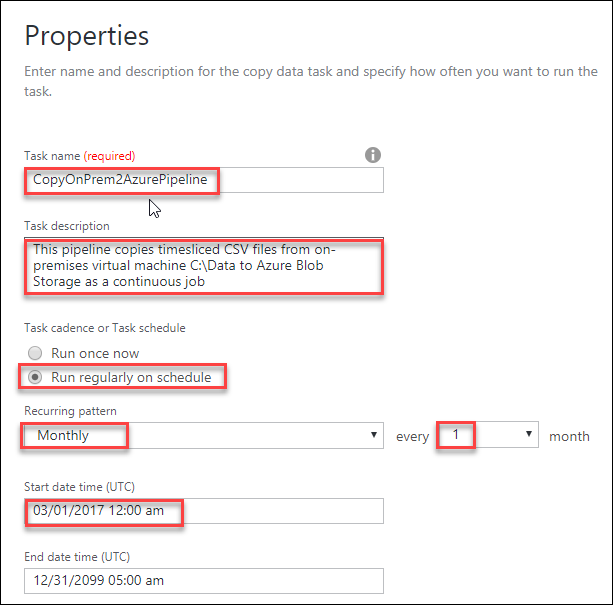 Properties
Enter name and description for the copy data task and specify how often you want to run the
task.
Task name (required)
CopyOnPrem2AzurePipeline
Task description
This pipeline copies timesliced CSV files from on-
premises virtual machine C:\Data to Azure Blob
Storage as a continuous job
Task cadence or Task schedule
Run once now
Run regularly on schedule
Recurring pattern
Monthly every 1 month
Start date time (UTC)
03/01/2017 12:00 am
End date time (UTC)
12/31/2099 05:00 am